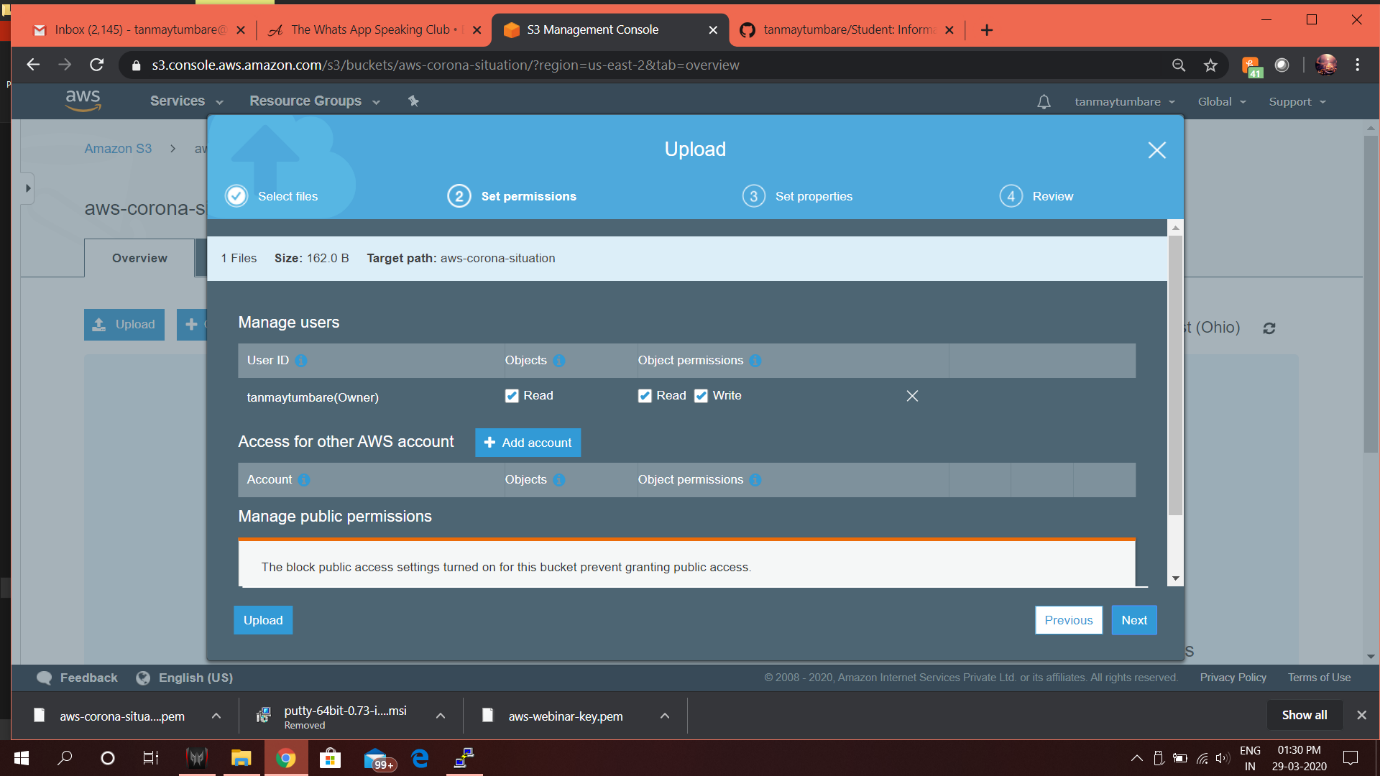 Inbox (2,145) - tanmaytumbare@
The Whats App Speaking Club •
S3 Management Console
tanmaytumbare/Student: Inform
s3.console.aws.amazon.com/s3/buckets/aws-corona-situation/?region=us-east-2&tab=overview
41
aws
Services
Resource Groups
tanmaytumbare
Global
Support
Amazon S3
aw
aws-corona-s
Overview
Upload
st (Ohio)
Upload
Select files
2 Set permissions
3 Set properties
4 Review
1 Files Size: 162.0 B Target path: aws-corona-situation
Manage users
User ID Objects Object permissions
tanmaytumbare(Owner) Read Read Write
Access for other AWS account + Add account
Account Objects Object permissions
Manage public permissions
The block public access settings turned on for this bucket prevent granting public access.
Upload Previous Next
s
Feedback English (US) © 2008 - 2020, Amazon Internet Services Private Ltd. or its affiliates. All rights reserved. Privacy Policy Terms of Use
aws-corona-situa....pem
putty-64bit-0.73-i....msi
Removed
aws-webinar-key.pem
Show all
99+
ENG
IN
01:30 PM
29-03-2020